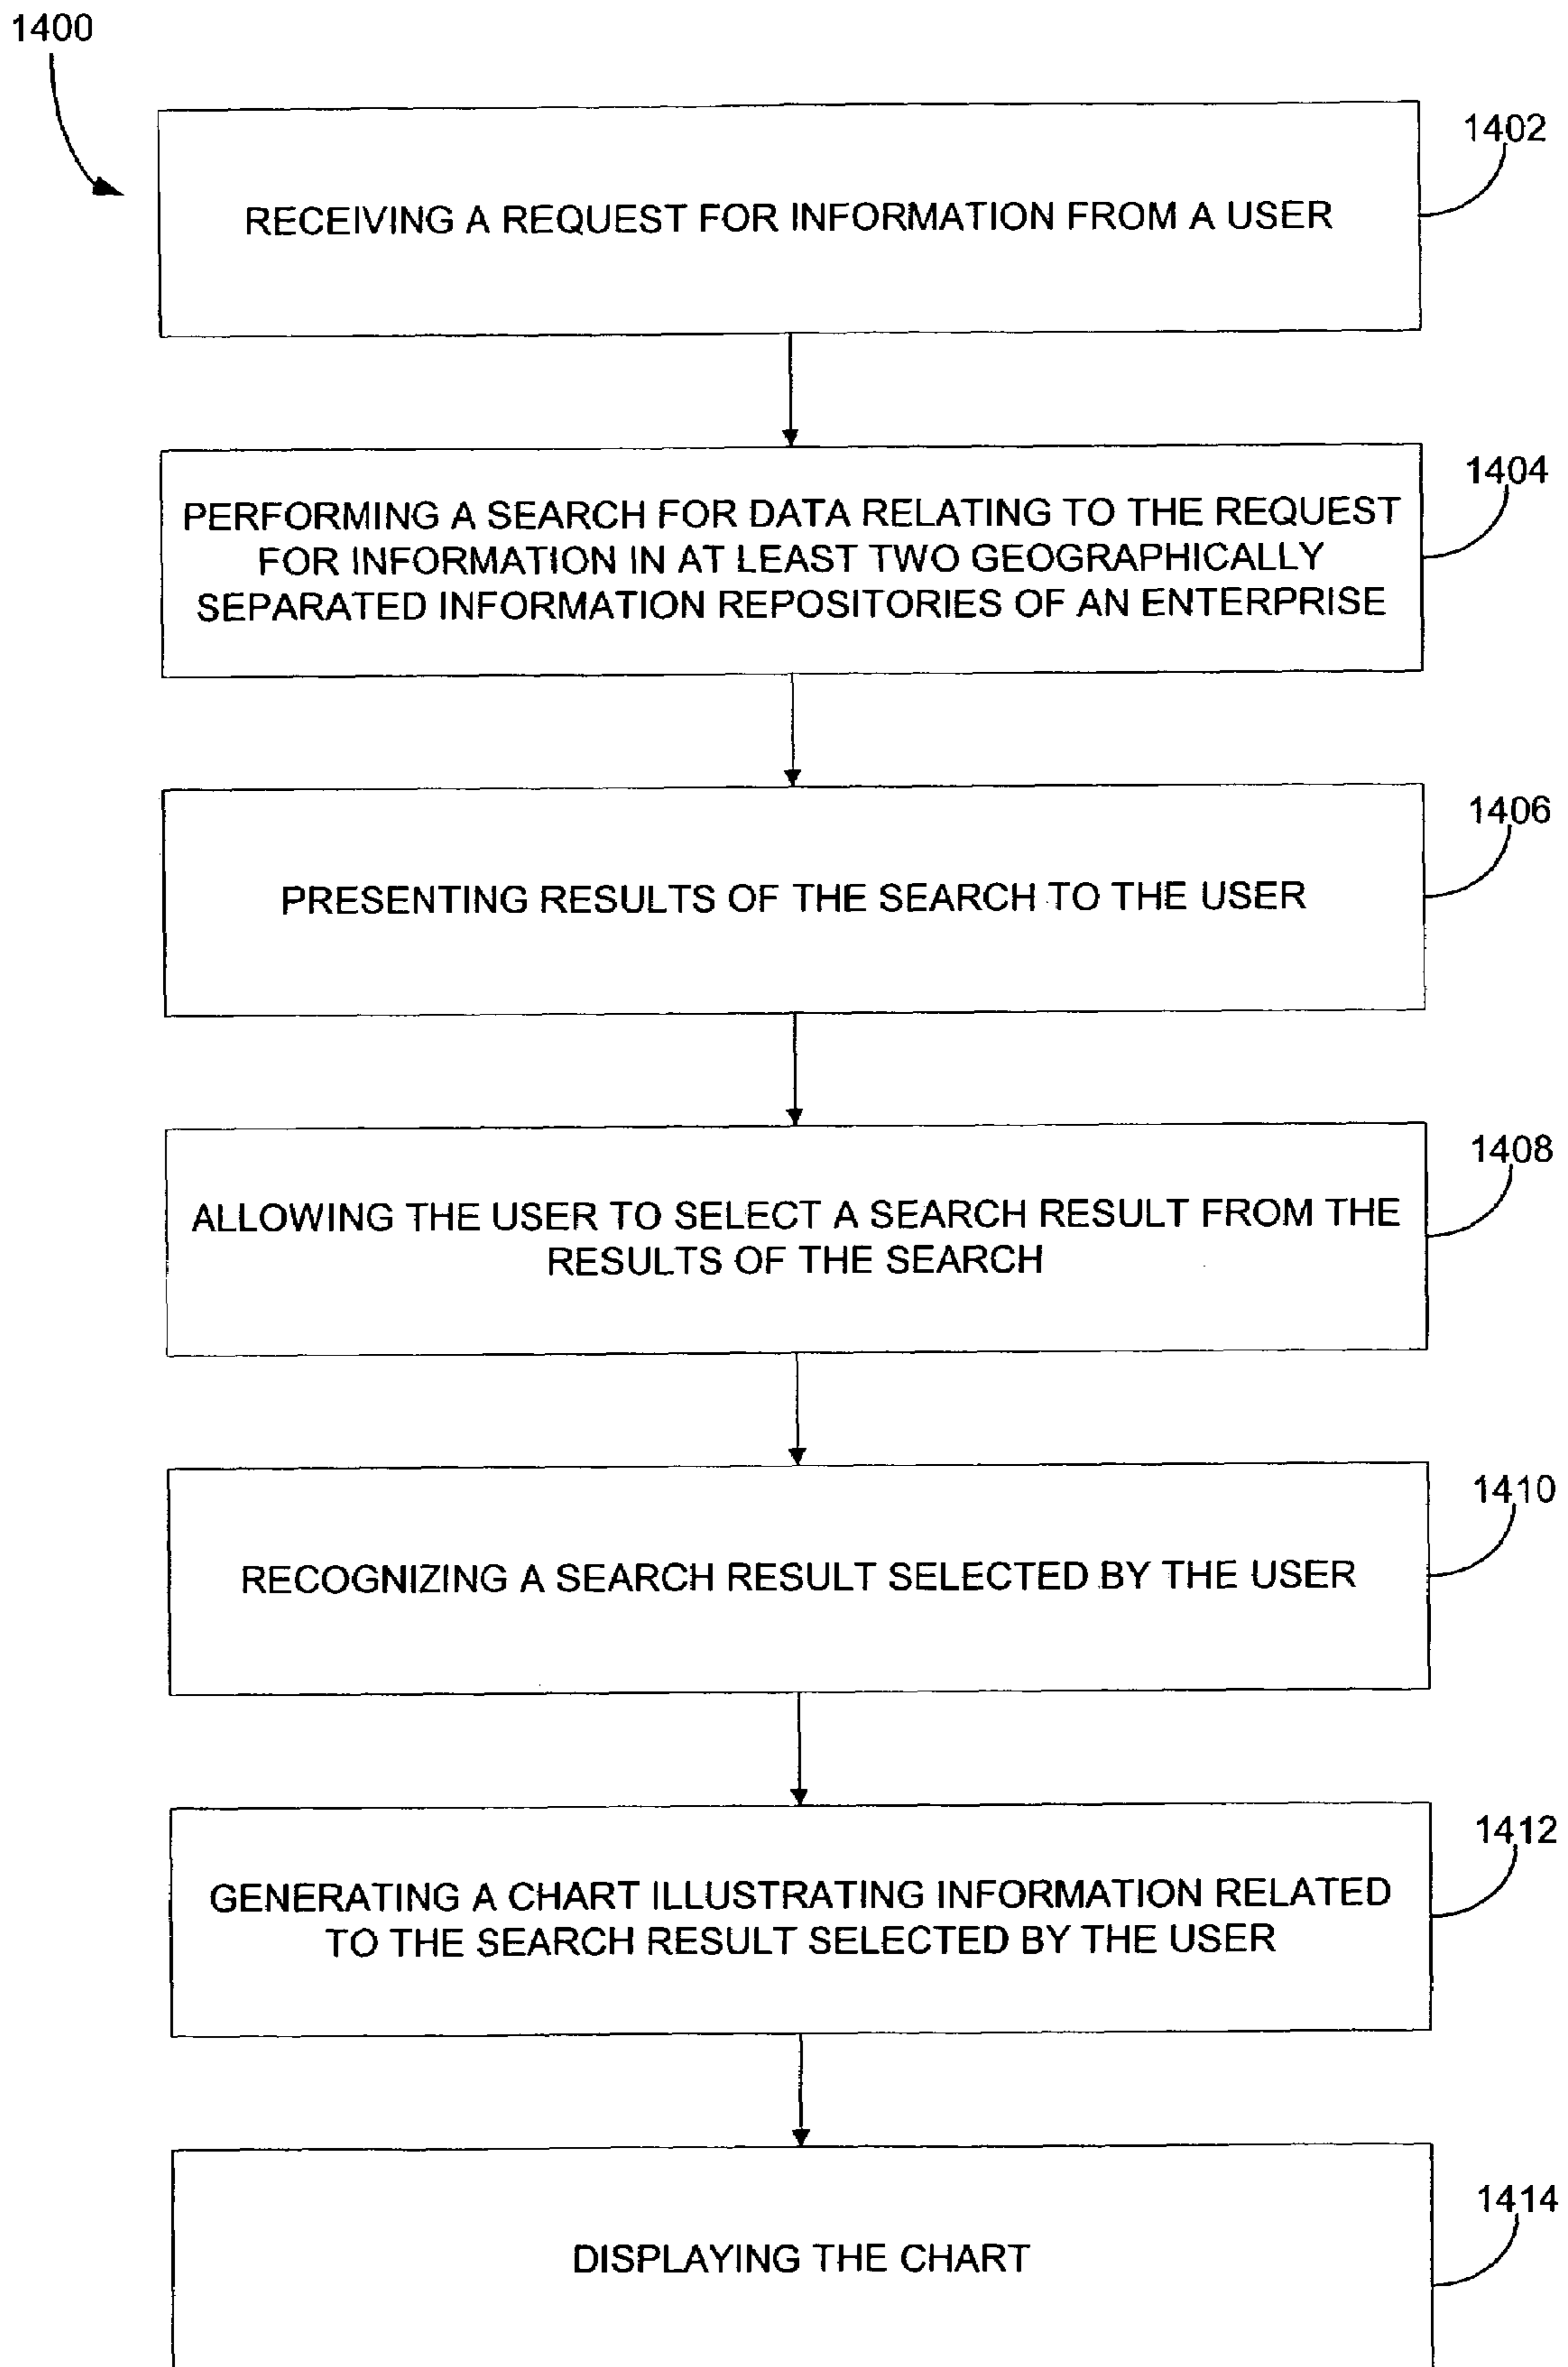 1400
1402
RECEIVING A REQUEST FOR INFORMATION FROM A USER
1404
PERFORMING A SEARCH FOR DATA RELATING TO THE REQUEST
FOR INFORMATION IN AT LEAST TWO GEOGRAPHICALLY
SEPARATED INFORMATION REPOSITORIES OF AN ENTERPRISE
1406
PRESENTING RESULTS OF THE SEARCH TO THE USER
1408
ALLOWING THE USER TO SELECT A SEARCH RESULT FROM THE
RESULTS OF THE SEARCH
1410
RECOGNIZING A SEARCH RESULT SELECTED BY THE USER
1412
GENERATING A CHART ILLUSTRATING INFORMATION RELATED
TO THE SEARCH RESULT SELECTED BY THE USER
1414
DISPLAYING THE CHART